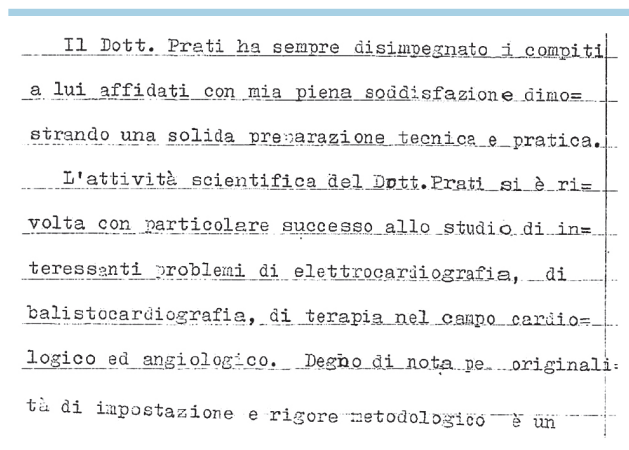 Il Dott. Prati ha sempre disimpegnato i compiti
a lui affidati con mia piena soddisfazione dimo=
strando una solida preparazione tecnica e pratica.
L'attività scientifica del Dott.Prati si è ri=
volta con particolare successo allo studio di in=
teressanti problemi di elettrocardiografia, di
balistocardiografia, di terapia nel campo cardio=
logico ed angiologico. Degno di nota pe originali=
tà di impostazione e rigore metodologico è un